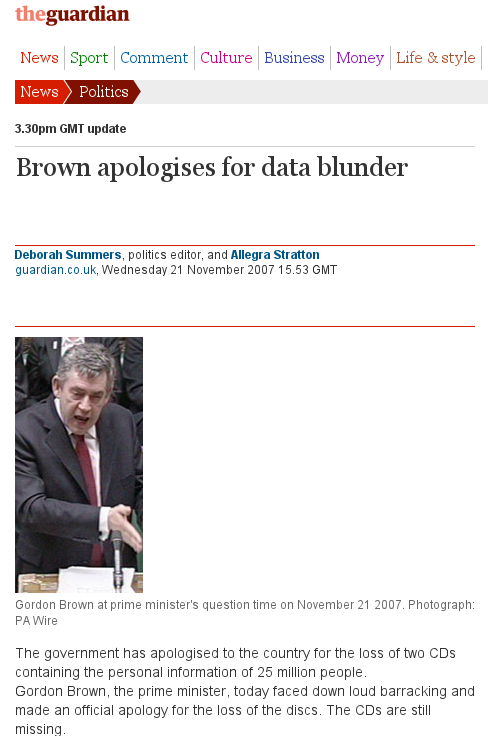 theguardian
News Sport Comment Culture Business Money Life & style
News Politics
3.30pm GMT update
Brown apologises for data blunder
Deborah Summers, politics editor, and Allegra Stratton
guardian.co.uk, Wednesday 21 November 2007 15.53 GMT
Gordon Brown at prime minister's question time on November 21 2007. Photograph:
PA Wire
The government has apologised to the country for the loss of two CDs
containing the personal information of 25 million people.
Gordon Brown, the prime minister, today faced down loud barracking and
made an official apology for the loss of the discs. The CDs are still
missing.